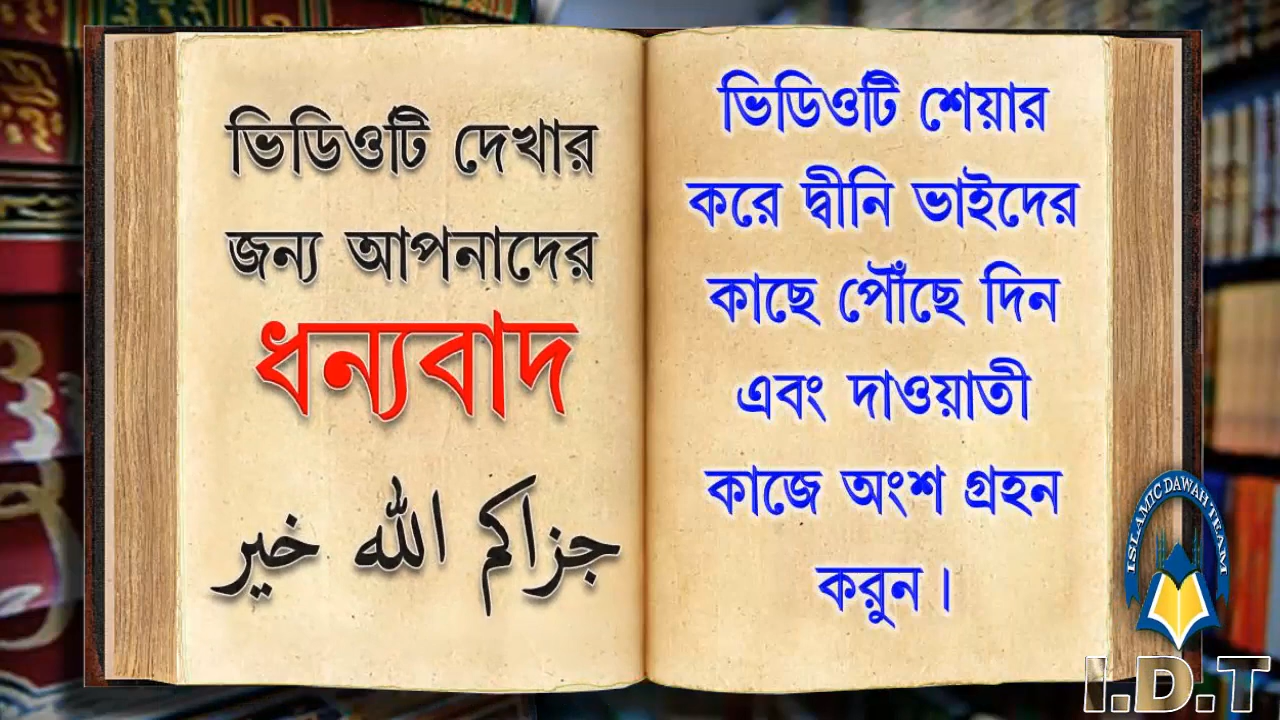 ভিডিওটি দেখার
জন্য আপনাদের
ধন্যবাদ
جزاكم الله خير
ভিডিওটি শেয়ার
করে দ্বীনি ভাইদের
কাছে পৌঁছে দিন
এবং দাওয়াতী
কাজে অংশ গ্রহন
করুন।
ISLAMIC DAWAH TEAM
I.D.T